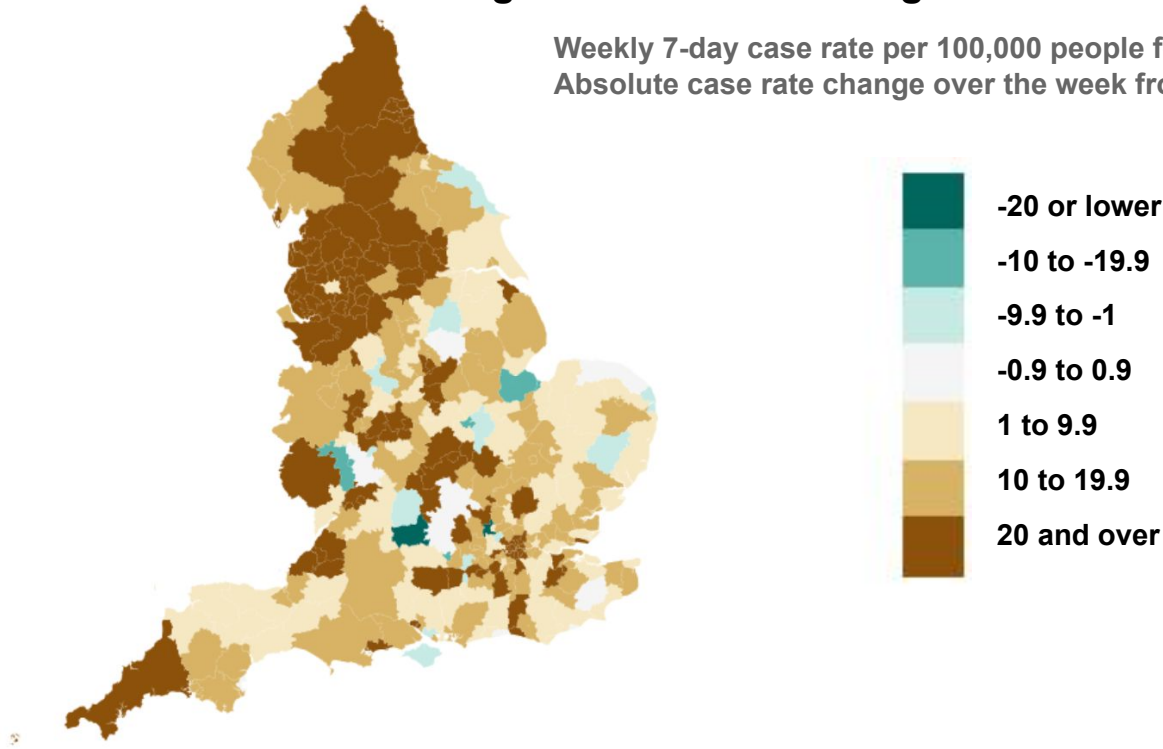 Weekly 7-day case rate per 100,000 people
Absolute case rate change over the week
-20 or lower
-10 to -19.9
-9.9 to -1
-0.9 to 0.9
1 to 9.9
10 to 19.9
20 and over